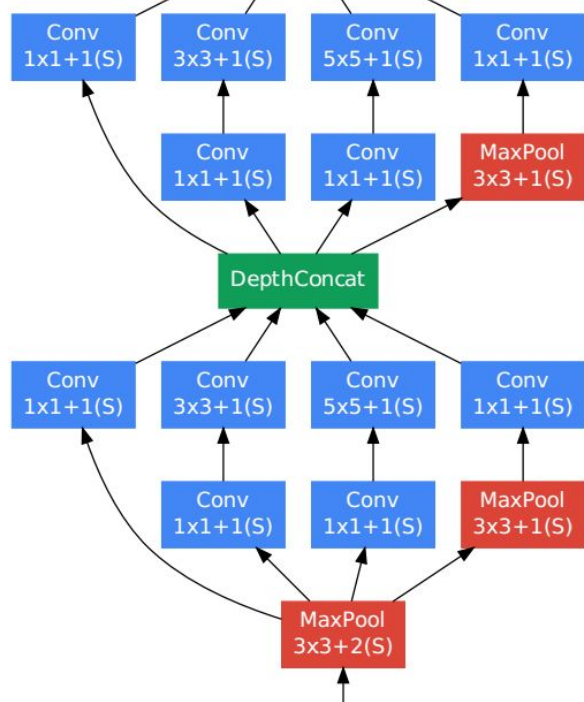 Conv
1x1+1(S)
Conv
3x3+1(S)
Conv
5x5+1(S)
Conv
1x1+1(S)
Conv
1x1+1(S)
Conv
1x1+1(S)
MaxPool
3x3+1(S)
DepthConcat
Conv
1x1+1(S)
Conv
3x3+1(S)
Conv
5x5+1(S)
Conv
1x1+1(S)
Conv
1x1+1(S)
Conv
1x1+1(S)
MaxPool
3x3+1(S)
MaxPool
3x3+2(S)